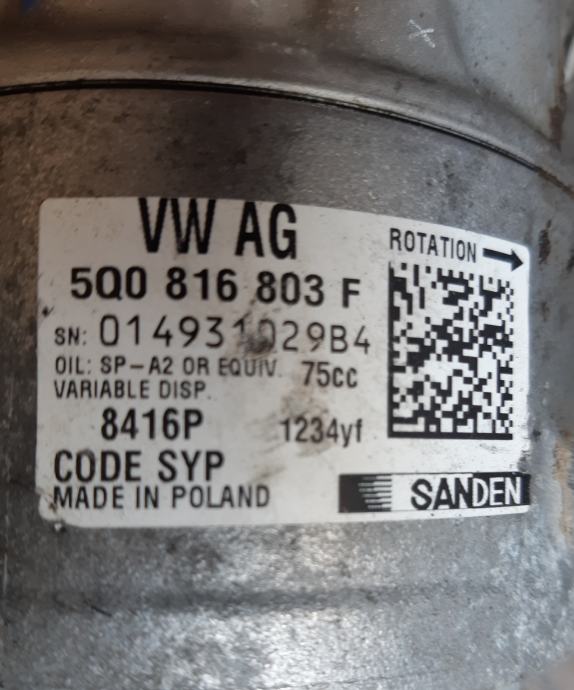 VW AG
ROTATION
5Q0 816 803 F
SN: 014931029B4
OIL: SP-A2 OR EQUIV. 75cc
VARIABLE DISP.
8416P 1234yf
CODE SYP
MADE IN POLAND
SANDEN